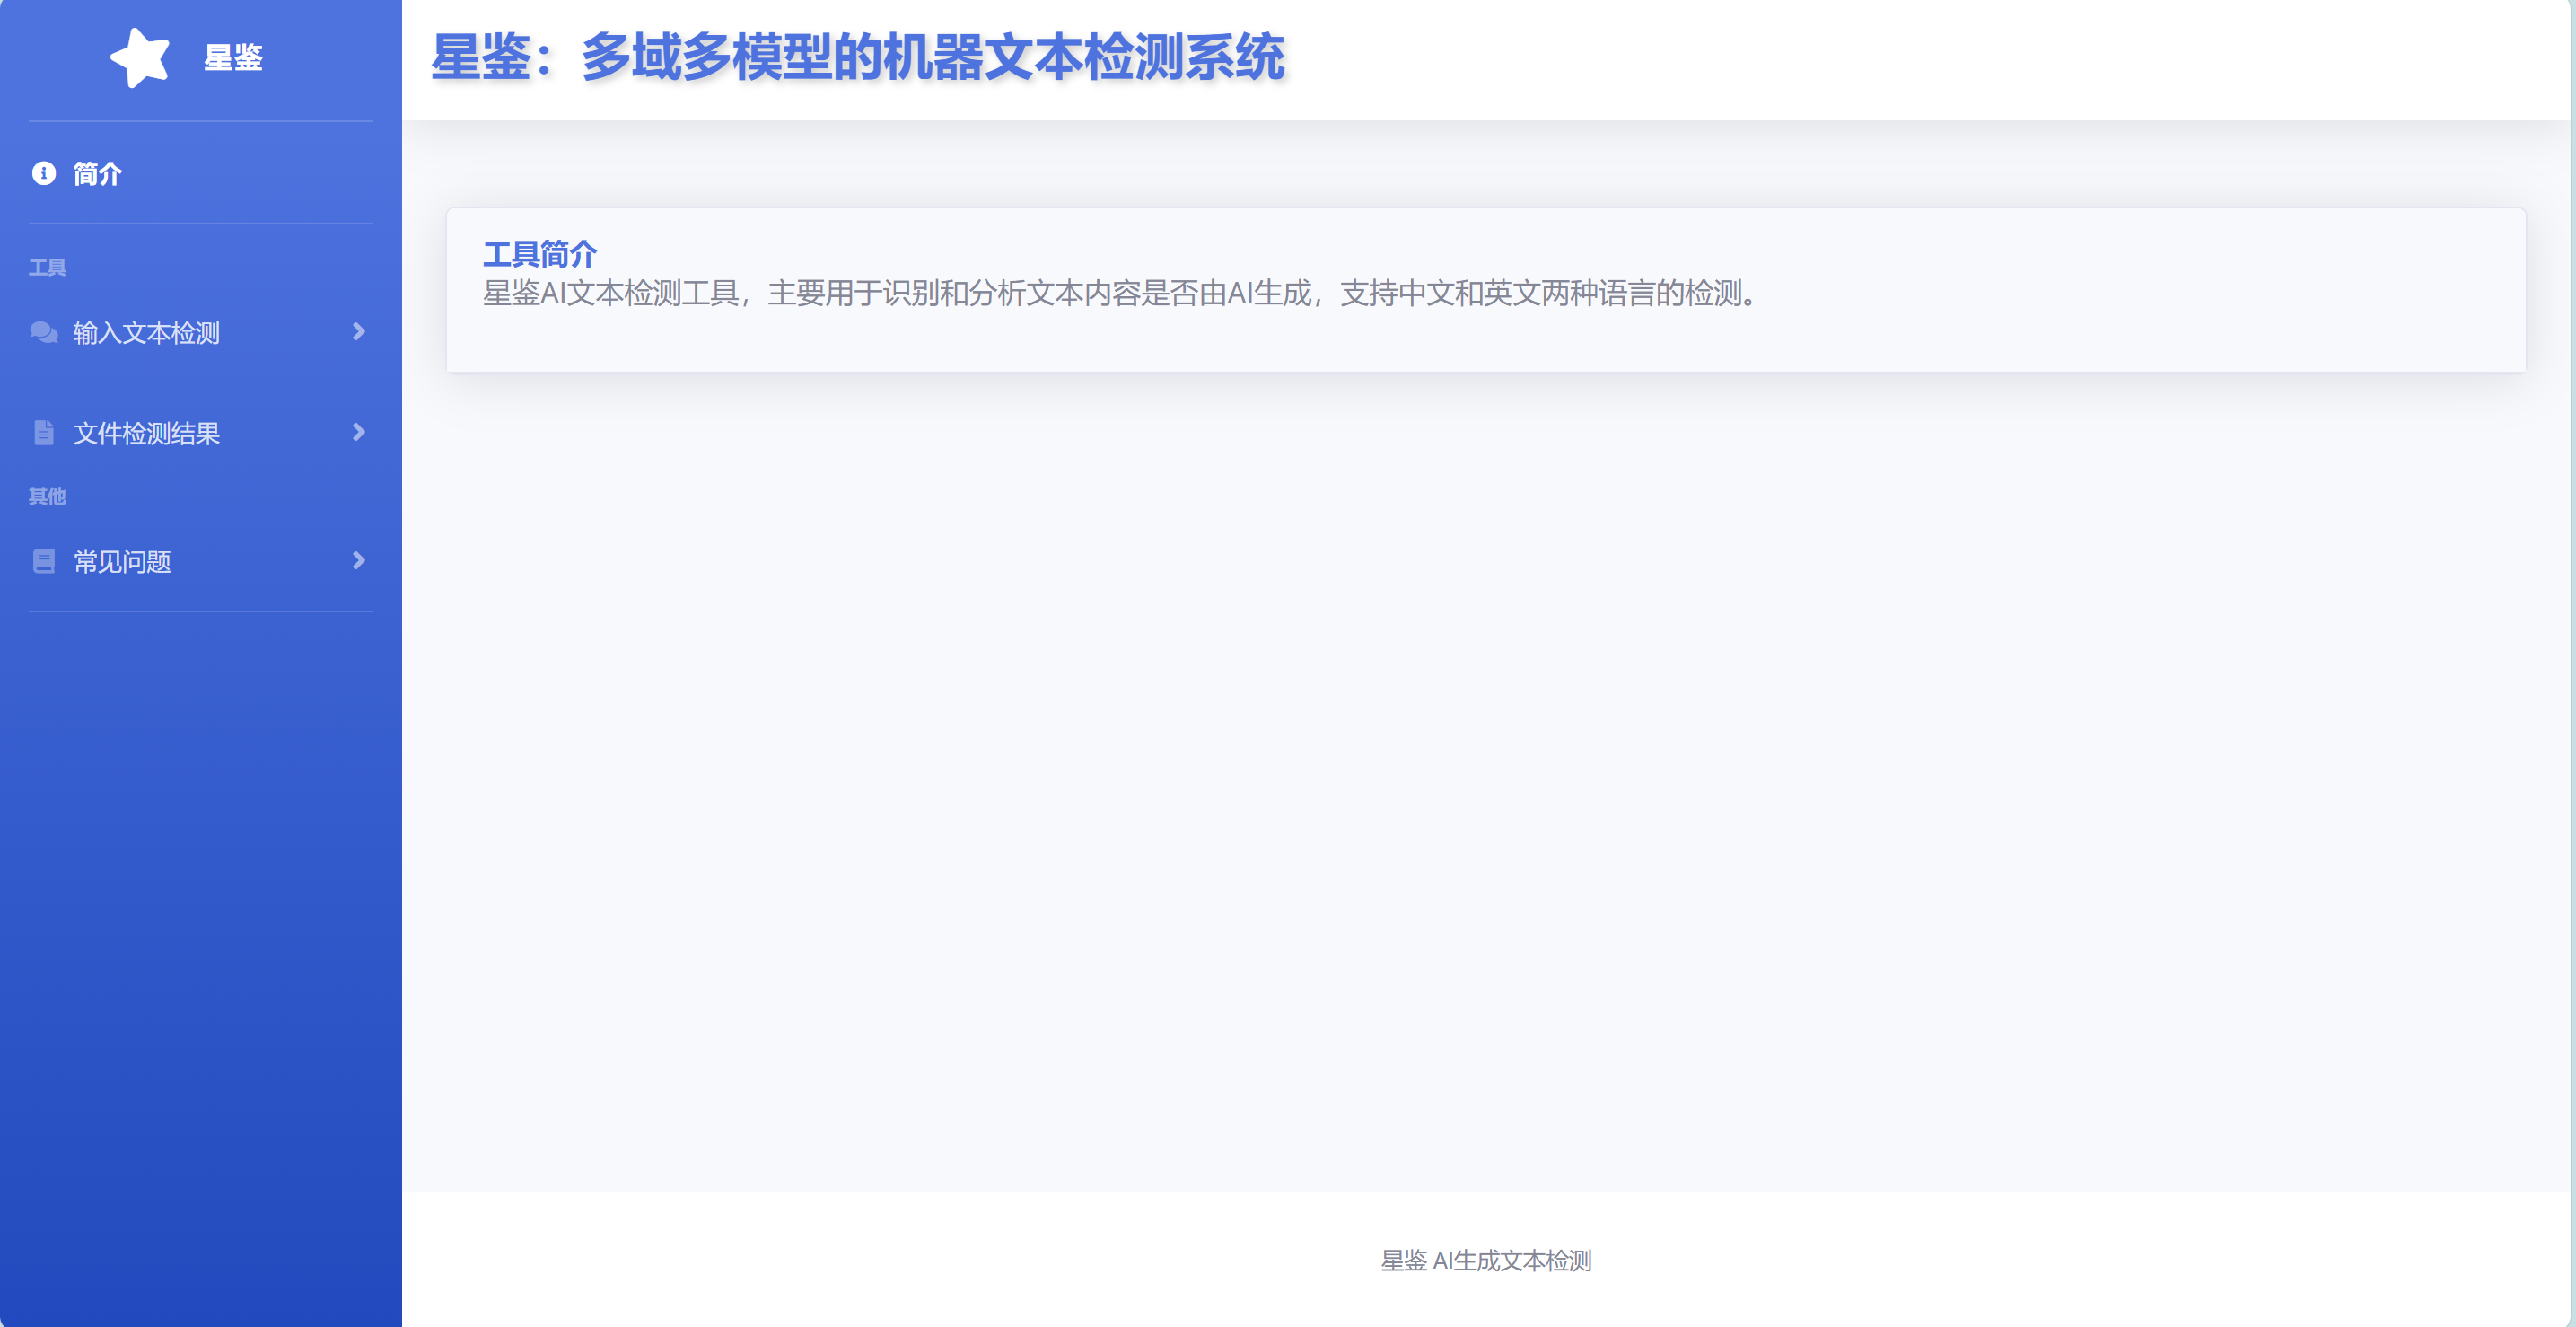 星鉴
星鉴：多域多模型的机器文本检测系统
简介
工具
输入文本检测
文件检测结果
其他
常见问题
工具简介
星鉴AI文本检测工具，主要用于识别和分析文本内容是否由AI生成，支持中文和英文两种语言的检测。
星鉴 AI生成文本检测